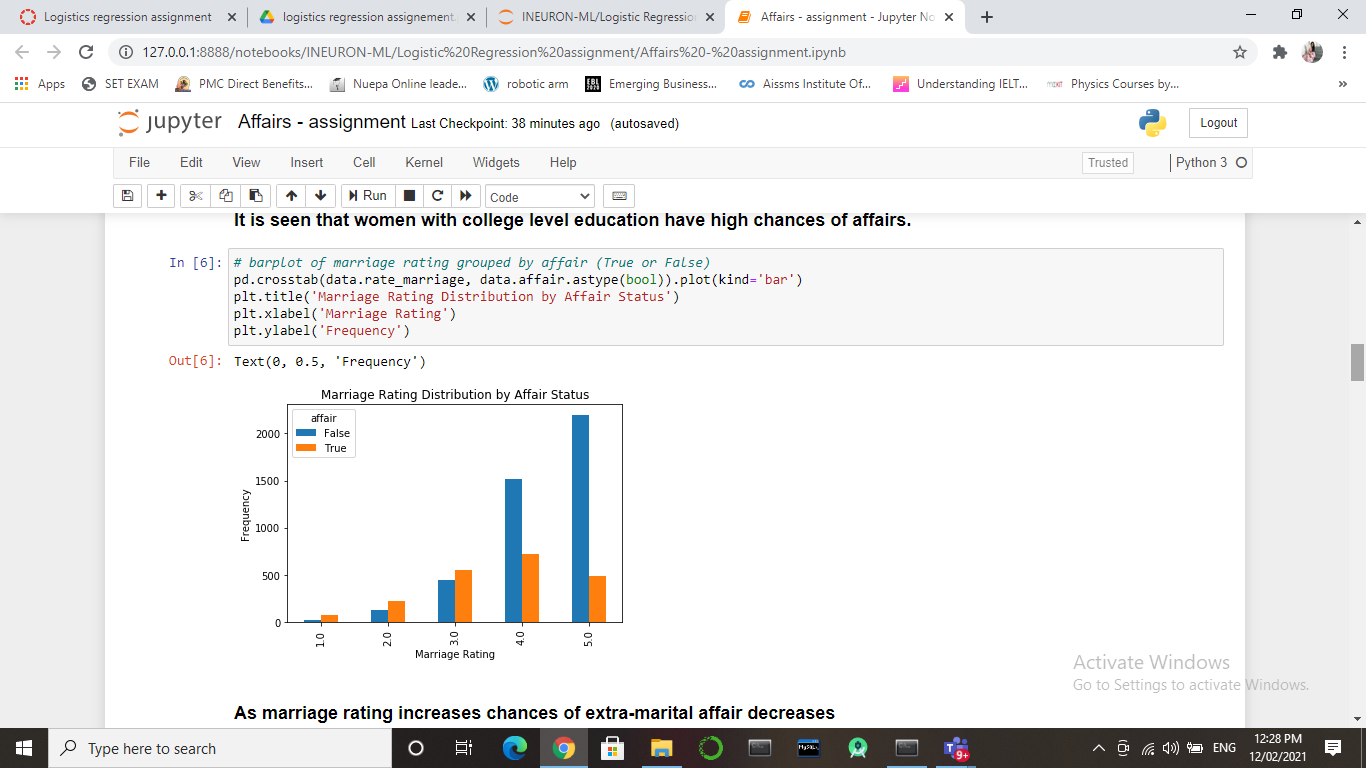 Logistics regression assignment
logistics regression assignement.
INEURON-ML/Logistic Regression
Affairs - assignment - Jupyter No
127.0.0.1:8888/notebooks/INEURON-ML/Logistic%20Regression%20assignment/Affairs%20-%20assignment.ipynb
Apps
SET EXAM
PMC Direct Benefits...
Nuepa Online leade...
robotic arm
EBL 2020
Emerging Business...
Aissms Institute Of...
Understanding IELT...
Physics Courses by...
»
jupyter
Affairs - assignment Last Checkpoint: 38 minutes ago (autosaved)
Logout
File Edit View Insert Cell Kernel Widgets Help
Trusted
Python 3
Run
Code
It is seen that women with college level education have high chances of affairs.
In [6]:
# barplot of marriage rating grouped by affair (True or False)
pd.crosstab(data.rate_marriage, data.affair.astype(bool)).plot(kind='bar')
plt.title('Marriage Rating Distribution by Affair Status')
plt.xlabel('Marriage Rating')
plt.ylabel('Frequency')
Out[6]: Text(0, 0.5, 'Frequency')
Marriage Rating Distribution by Affair Status
affair
False
True
2000
1500
1000
500
0
Frequency
1.0 2.0 3.0 4.0 5.0
Marriage Rating
As marriage rating increases chances of extra-marital affair decreases
Activate Windows
Go to Settings to activate Windows.
Type here to search
MySQL
9+
ENG
12:28 PM
12/02/2021